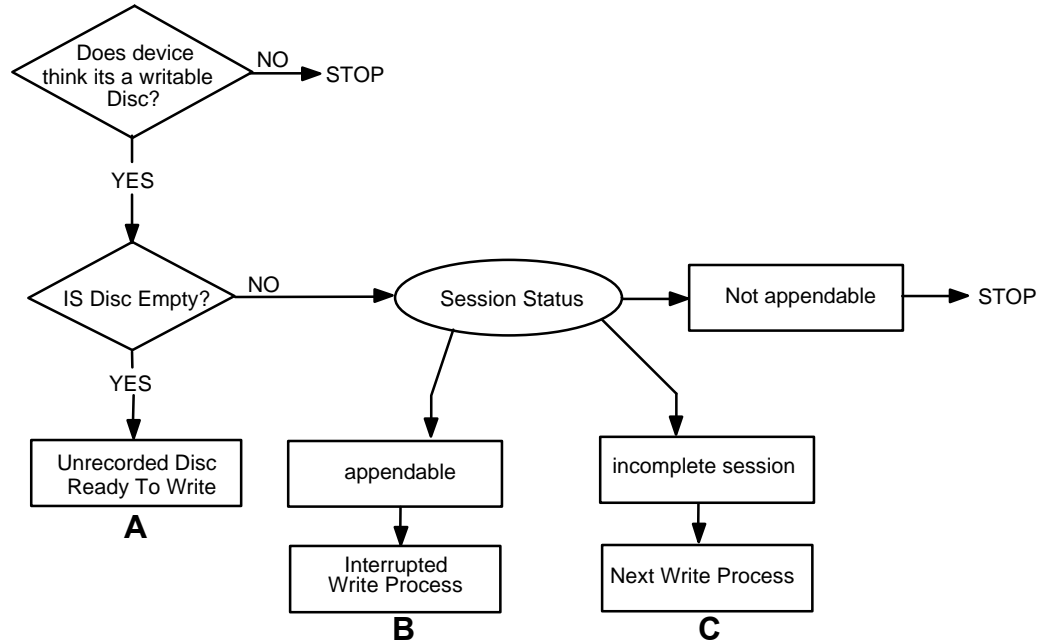 Does device
think its a writable
Disc?
NO
STOP
YES
IS Disc Empty?
NO
Session Status
Not appendable
STOP
YES
Unrecorded Disc
Ready To Write
A
appendable
incomplete session
Interrupted
Write Process
B
Next Write Process
C